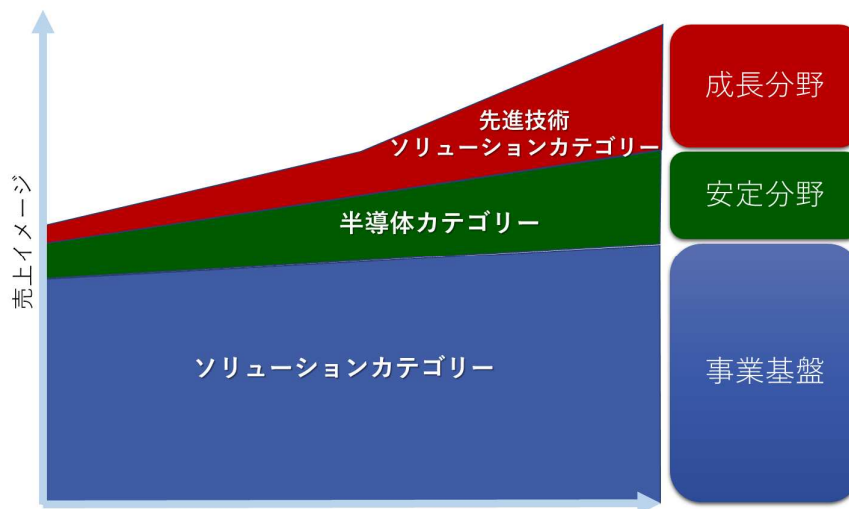 売上イメージ
先進技術
ソリューションカテゴリー
半導体カテゴリー
ソリューションカテゴリー
成長分野
安定分野
事業基盤